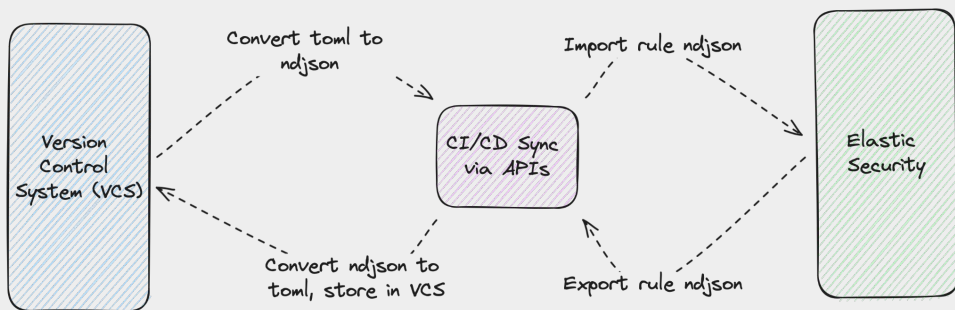 Convert toml to
ndjson
Import rule ndjson
Version
Control
System (VCS)
CI/CD Sync
via APIs
Elastic
Security
Convert ndjson to
toml, store in VCS
Export rule ndjson